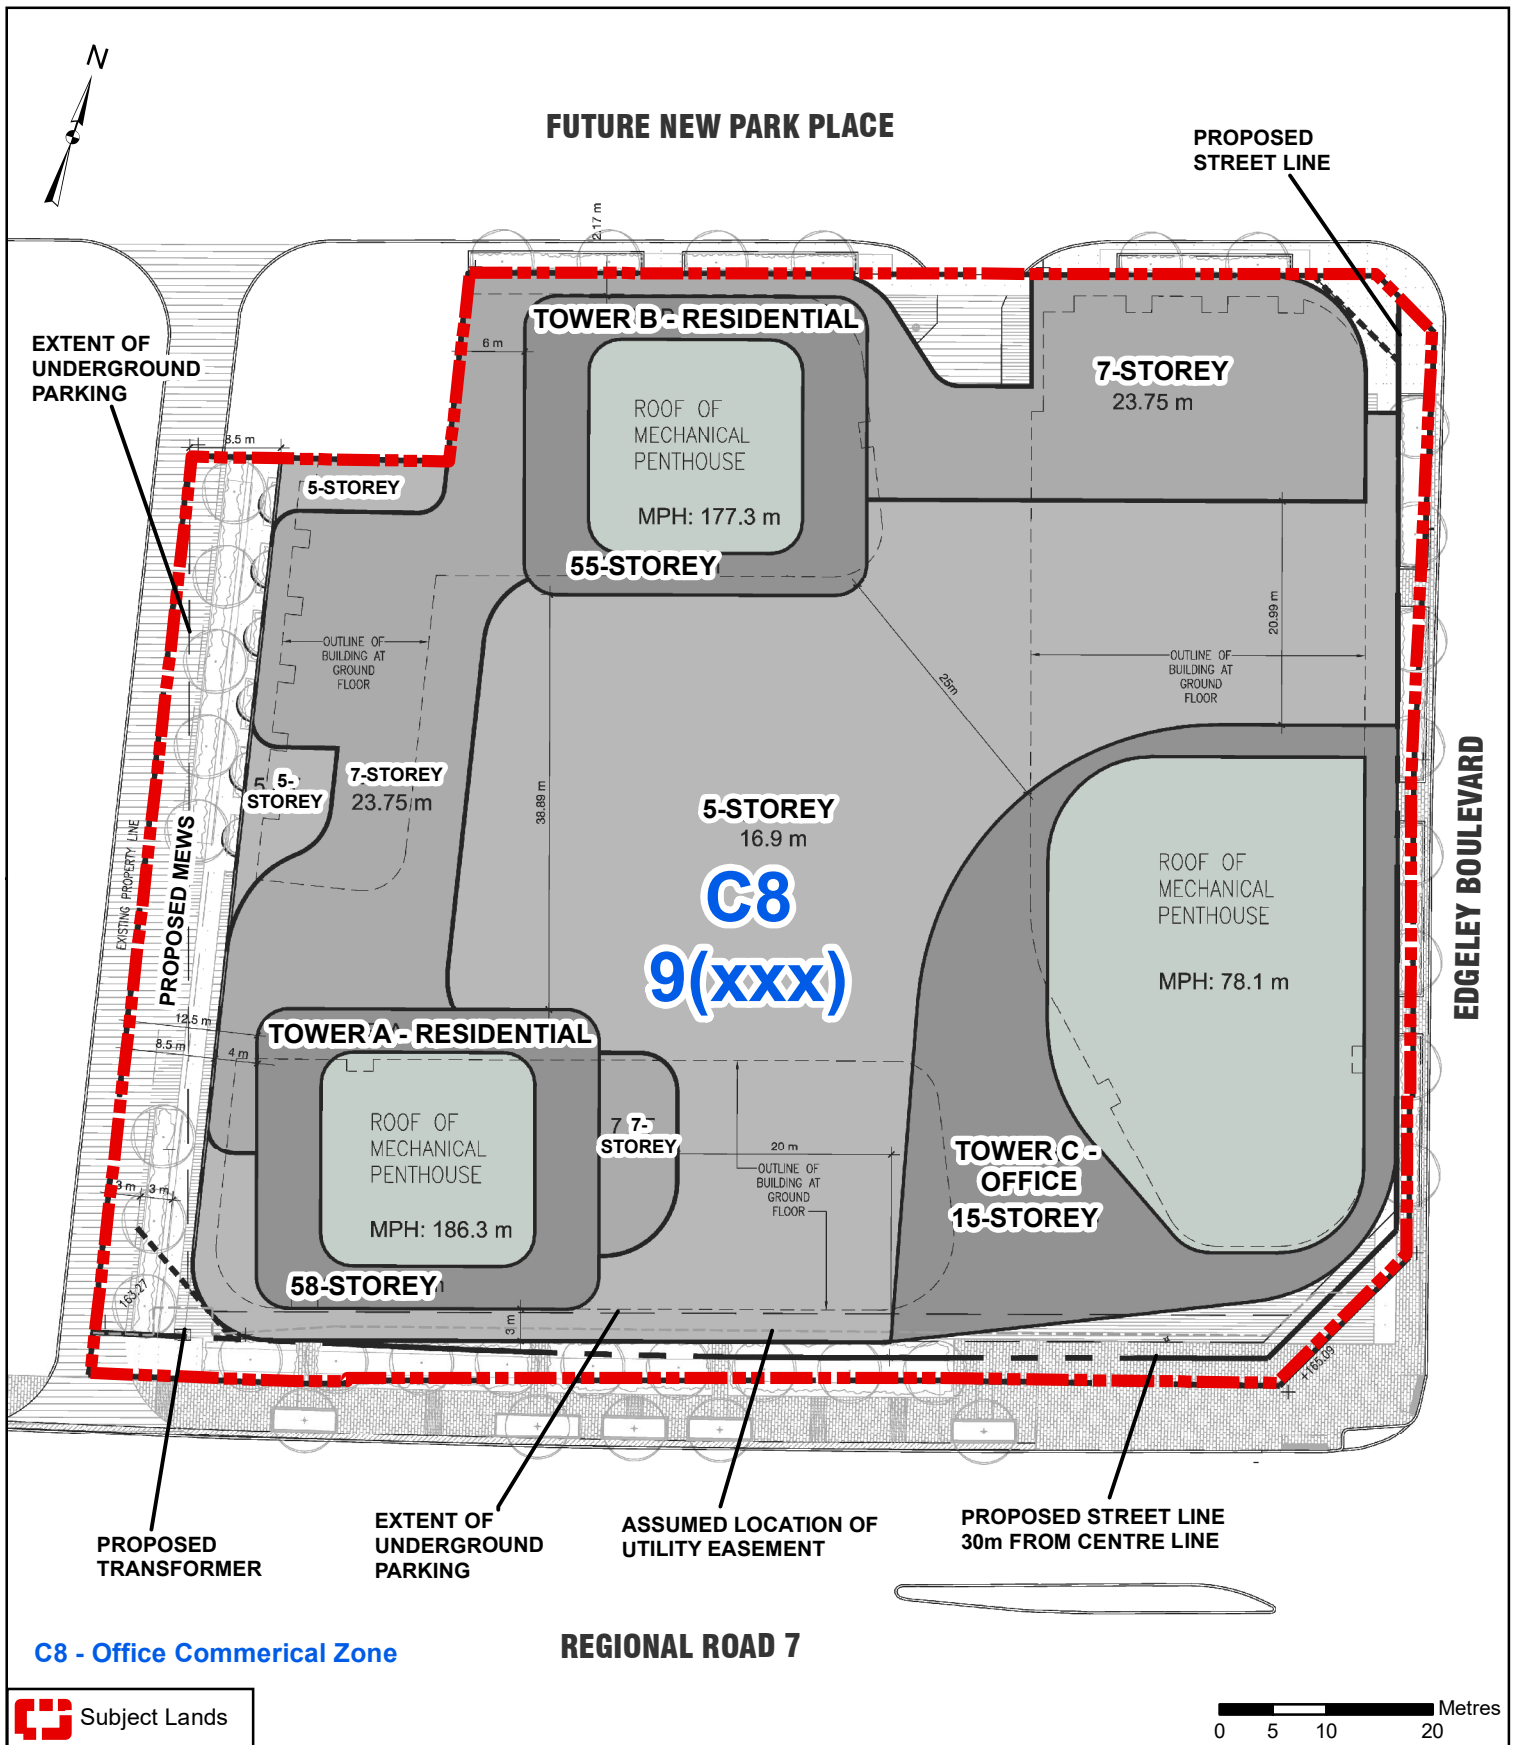 N
FUTURE NEW PARK PLACE
PROPOSED
STREET LINE
2.17 m
EXTENT OF
UNDERGROUND
PARKING
TOWER B - RESIDENTIAL
6 m
ROOF OF
MECHANICAL
PENTHOUSE
MPH: 177.3 m
55-STOREY
7-STOREY
23.75 m
8.5 m
5-STOREY
OUTLINE OF
BUILDING AT
GROUND
FLOOR
20.99 m
OUTLINE OF
BUILDING AT
GROUND
FLOOR
25m
38.89 m
5-
STOREY
7-STOREY
23.75 m
5-STOREY
16.9 m
C8
9(xxx)
EXISTING PROPERTY LINE
PROPOSED MEWS
EDGELEY BOULEVARD
ROOF OF
MECHANICAL
PENTHOUSE
MPH: 78.1 m
12.5 m
8.5 m
4 m
TOWER A - RESIDENTIAL
ROOF OF
MECHANICAL
PENTHOUSE
MPH: 186.3 m
58-STOREY
7-
STOREY
20 m
OUTLINE OF
BUILDING AT
GROUND
FLOOR
TOWER C -
OFFICE
15-STOREY
3 m
3 m
163.27
3 m
+165.09
PROPOSED
TRANSFORMER
EXTENT OF
UNDERGROUND
PARKING
ASSUMED LOCATION OF
UTILITY EASEMENT
PROPOSED STREET LINE
30m FROM CENTRE LINE
C8 - Office Commerical Zone
REGIONAL ROAD 7
Subject Lands
Metres
0 5 10 20